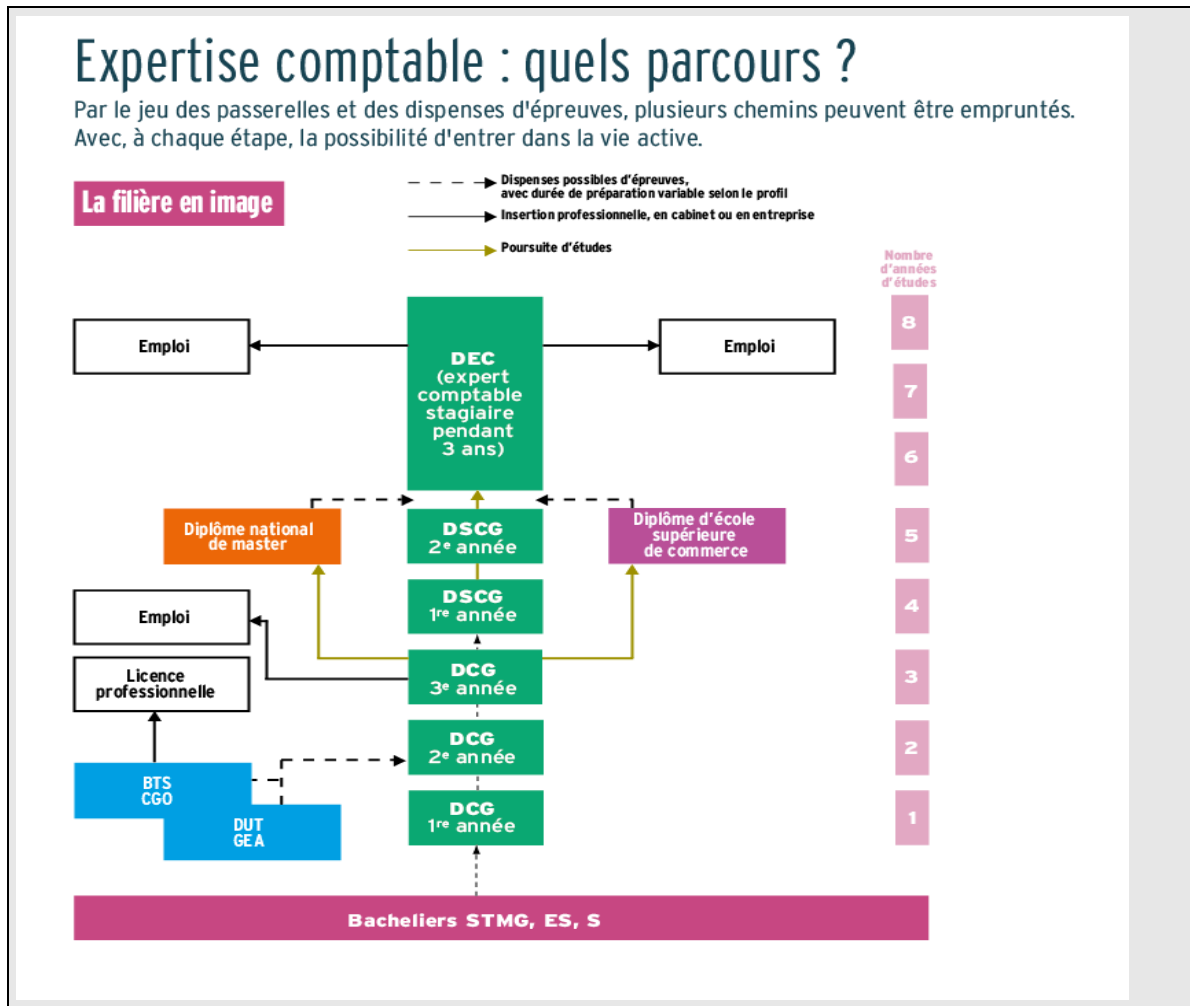 Expertise comptable : quels parcours ?
Par le jeu des passerelles et des dispenses d'épreuves, plusieurs chemins peuvent être empruntés.
Avec, à chaque étape, la possibilité d'entrer dans la vie active.
La filière en image
Dispenses possibles d'épreuves,
avec durée de préparation variable selon le profil
Insertion professionnelle, en cabinet ou en entreprise
Poursuite d'études
Nombre
d'années
d'études
8
Emploi
DEC
(expert
comptable
stagiaire
pendant
3 ans)
Emploi
7
6
Diplôme national
de master
DSCG
2e année
Diplôme d'école
supérieure
de commerce
5
Emploi
DSCG
1re année
4
Licence
professionnelle
DCG
3e année
3
DCG
2e année
2
BTS
CGO
DUT
GEA
DCG
1re année
1
Bacheliers STMG, ES, S